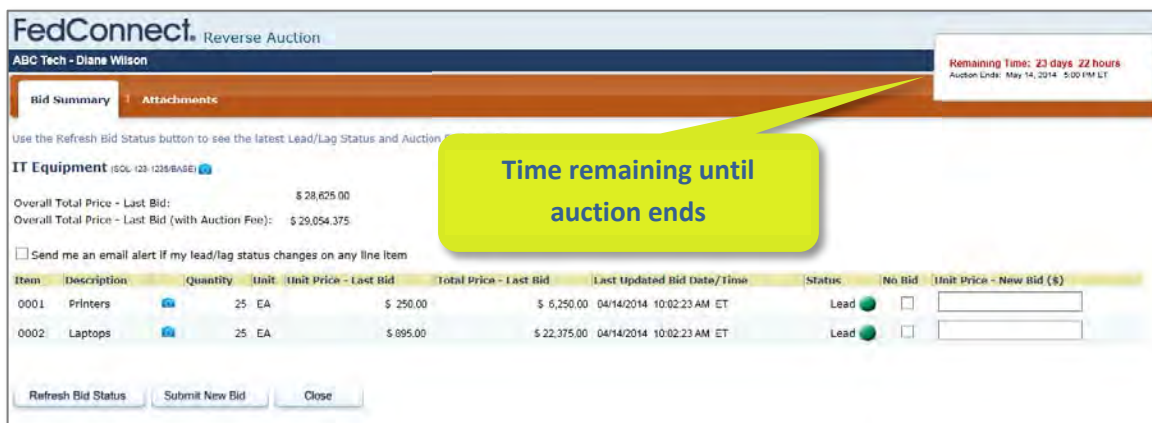 FedConnect. Reverse Auction
ABC Tech - Diane Wilson
Remaining Time: 23 days 22 hours
Auction Ends: May 14, 2014 5:00 PM ET
Bid Summary Attachments
Use the Refresh Bid Status button to see the latest Lead/Lag Status and Auction
Time remaining until
auction ends
IT Equipment (SOL-123-1235/BASE)
Overall Total Price - Last Bid: $ 28,625.00
Overall Total Price - Last Bid (with Auction Fee): $ 29,054.375
Send me an email alert if my lead/lag status changes on any line item
Item Description Quantity Unit Unit Price - Last Bid Total Price - Last Bid Last Updated Bid Date/Time Status No Bid Unit Price - New Bid ($)
0001 Printers 25 EA $ 250.00 $ 6,250.00 04/14/2014 10:02:23 AM ET Lead
0002 Laptops 25 EA $ 895.00 $ 22,375.00 04/14/2014 10:02:23 AM ET Lead
Refresh Bid Status Submit New Bid Close